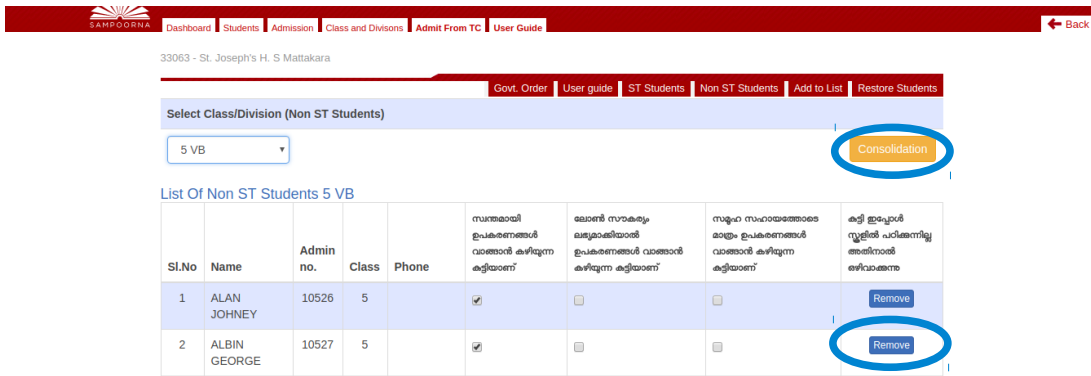 SAMPOORNA
Dashboard Students Admission Class and Divisons Admit From TC User Guide
Back
33063 - St. Joseph's H. S Mattakara
Govt. Order User guide ST Students Non ST Students Add to List Restore Students
Select Class/Division (Non ST Students)
5 VB
Consolidation
List Of Non ST Students 5 VB
Sl.No
Name
Admin
no.
Class
Phone
സ്വന്തമായി
ഉപകരണങ്ങൾ
വാങ്ങാൻ കഴിയുന്ന
കുട്ടിയാണ്
ലോൺ സൗകര്യം
ലഭ്യമാക്കിയാൽ
ഉപകരണങ്ങൾ വാങ്ങാൻ
കഴിയുന്ന കുട്ടിയാണ്
സമൂഹ സഹായത്തോടെ
മാത്രം ഉപകരണങ്ങൾ
വാങ്ങാൻ കഴിയുന്ന
കുട്ടിയാണ്
കുട്ടി ഇപ്പോൾ
സ്കൂളിൽ പഠിക്കുന്നില്ല
അതിനാൽ
ഒഴിവാക്കുന്നു
1 ALAN 10526 5 Remove
JOHNEY
2 ALBIN 10527 5 Remove
GEORGE